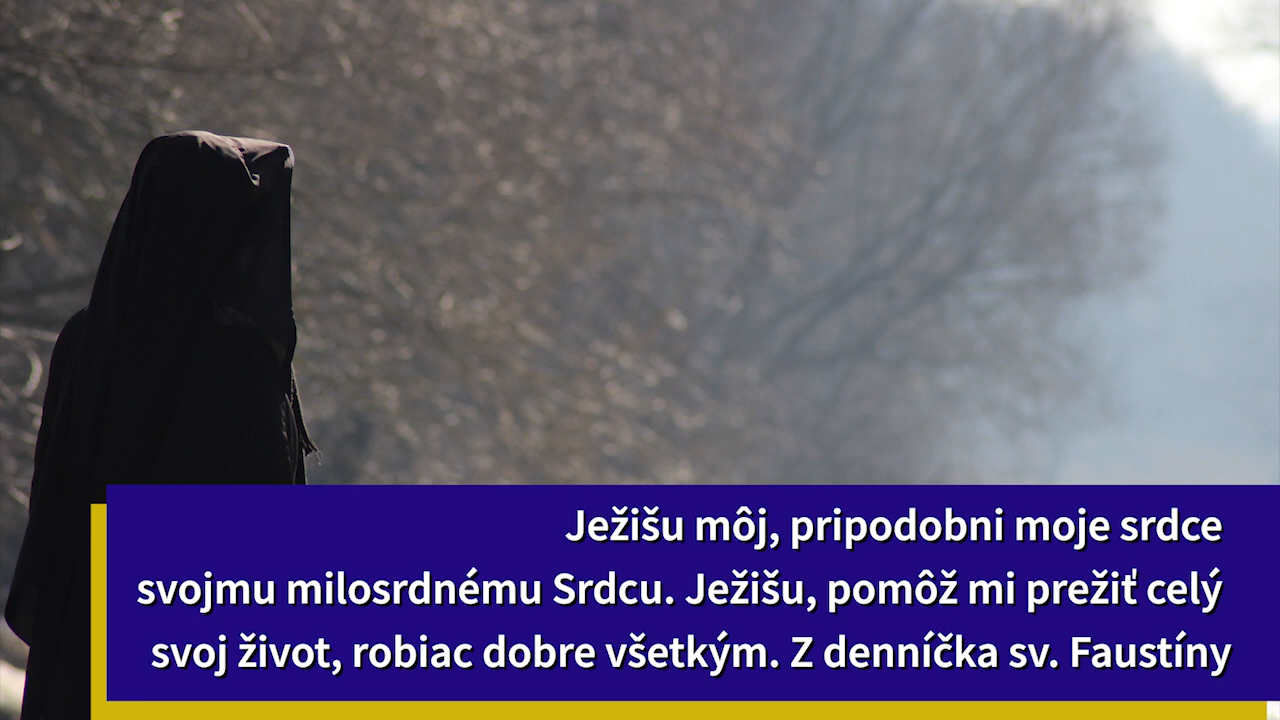 Ježišu môj, pripodobni moje srdce
svojmu milosrdnému Srdcu. Ježišu, pomôž mi prežiť celý
svoj život, robiac dobre všetkým. Z denníčka sv. Faustíny